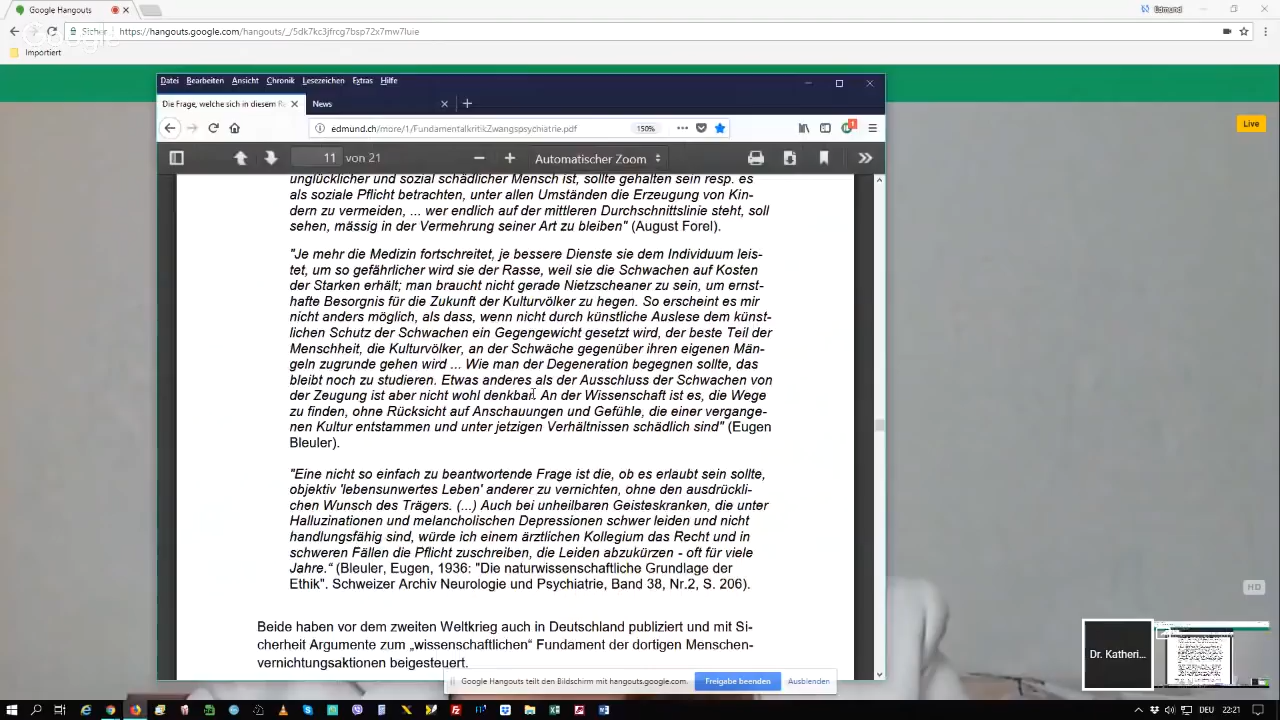 Google Hangouts
Edmund
Sicher
https://hangouts.google.com/hangouts/_/5dk7kc3jfrcg7bsp72x7mw7luie
Importiert
Datei Bearbeiten Ansicht Chronik Lesezeichen Extras Hilfe
Die Frage, welche sich in diesem R
News
edmund.ch/more/1/FundamentalkritikZwangspsychiatrie.pdf
150%
1
Live
11 von 21
Automatischer Zoom
unglücklicher und sozial schädlicher Mensch ist, sollte gehalten sein resp. es
als soziale Pflicht betrachten, unter allen Umständen die Erzeugung von Kin-
dern zu vermeiden, ... wer endlich auf der mittleren Durchschnittslinie steht, soll
sehen, mässig in der Vermehrung seiner Art zu bleiben" (August Forel).
"Je mehr die Medizin fortschreitet, je bessere Dienste sie dem Individuum leis-
tet, um so gefährlicher wird sie der Rasse, weil sie die Schwachen auf Kosten
der Starken erhält; man braucht nicht gerade Nietzscheaner zu sein, um ernst-
hafte Besorgnis für die Zukunft der Kulturvölker zu hegen. So erscheint es mir
nicht anders möglich, als dass, wenn nicht durch künstliche Auslese dem künst-
lichen Schutz der Schwachen ein Gegengewicht gesetzt wird, der beste Teil der
Menschheit, die Kulturvölker, an der Schwäche gegenüber ihren eigenen Män-
geln zugrunde gehen wird ... Wie man der Degeneration begegnen sollte, das
bleibt noch zu studieren. Etwas anderes als der Ausschluss der Schwachen von
der Zeugung ist aber nicht wohl denkbar. An der Wissenschaft ist es, die Wege
zu finden, ohne Rücksicht auf Anschauungen und Gefühle, die einer vergange-
nen Kultur entstammen und unter jetzigen Verhältnissen schädlich sind" (Eugen
Bleuler).
"Eine nicht so einfach zu beantwortende Frage ist die, ob es erlaubt sein sollte,
objektiv 'lebensunwertes Leben' anderer zu vernichten, ohne den ausdrückli-
chen Wunsch des Trägers. (...) Auch bei unheilbaren Geisteskranken, die unter
Halluzinationen und melancholischen Depressionen schwer leiden und nicht
handlungsfähig sind, würde ich einem ärztlichen Kollegium das Recht und in
schweren Fällen die Pflicht zuschreiben, die Leiden abzukürzen - oft für viele
Jahre.“ (Bleuler, Eugen, 1936: "Die naturwissenschaftliche Grundlage der
Ethik". Schweizer Archiv Neurologie und Psychiatrie, Band 38, Nr.2, S. 206).
Beide haben vor dem zweiten Weltkrieg auch in Deutschland publiziert und mit Si-
cherheit Argumente zum „wissenschaftlichen“ Fundament der dortigen Menschen-
vernichtungsaktionen beigesteuert.
HD
Dr. Katheri...
Google Hangouts teilt den Bildschirm mit hangouts.google.com.
Freigabe beenden
Ausblenden
DEU 22:21